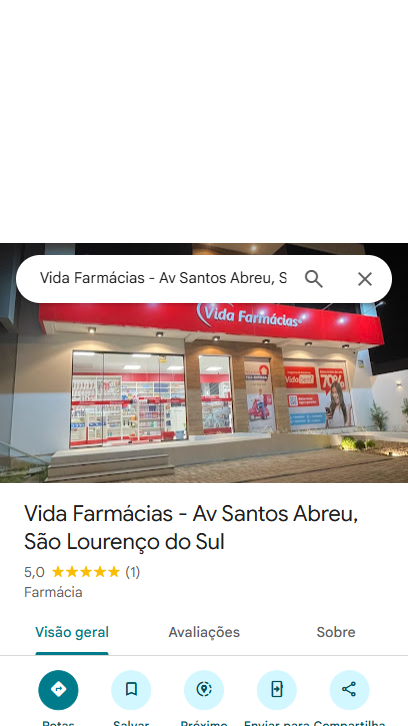 Vida Farmácias - Av Santos Abreu, S
Vida Farmácias
70%
Vida Farmácias - Av Santos Abreu,
São Lourenço do Sul
5,0 ★★★★★ (1)
Farmácia
Visão geral Avaliações Sobre
Rotas Salvar Próximo Enviar para Compartilha